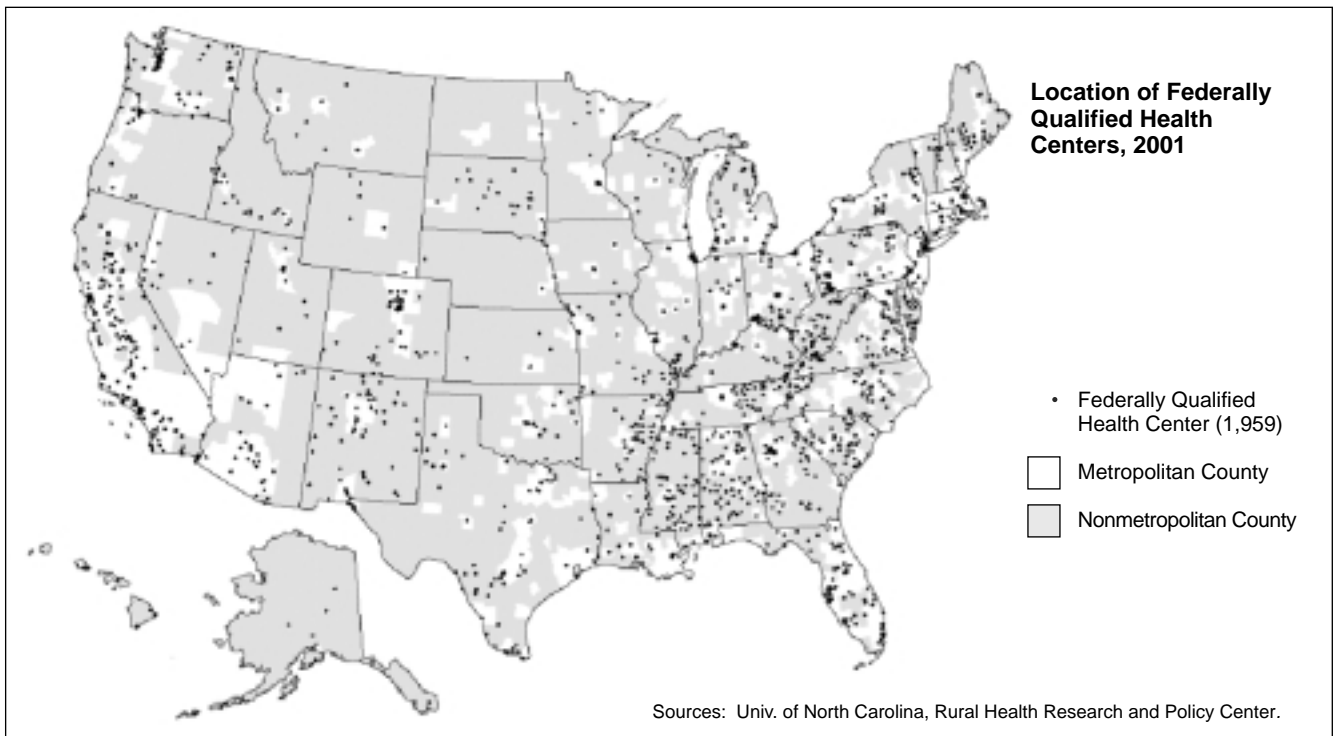 Location of Federally
Qualified Health
Centers, 2001
• Federally Qualified
Health Center (1,959)
Metropolitan County
Nonmetropolitan County
Sources: Univ. of North Carolina, Rural Health Research and Policy Center.